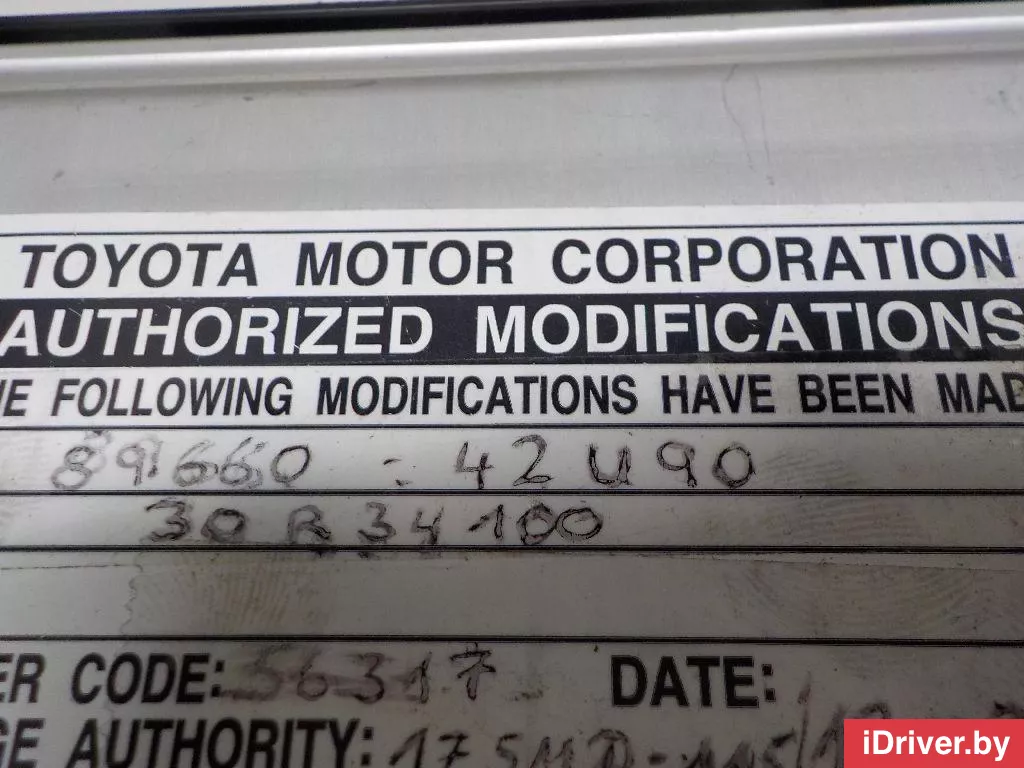 TOYOTA MOTOR CORPORATION
AUTHORIZED MODIFICATIONS
E FOLLOWING MODIFICATIONS HAVE BEEN MAD
89660 - 42U90
30R34100
ER CODE: 56317 DATE:
GE AUTHORITY:
iDriver.by